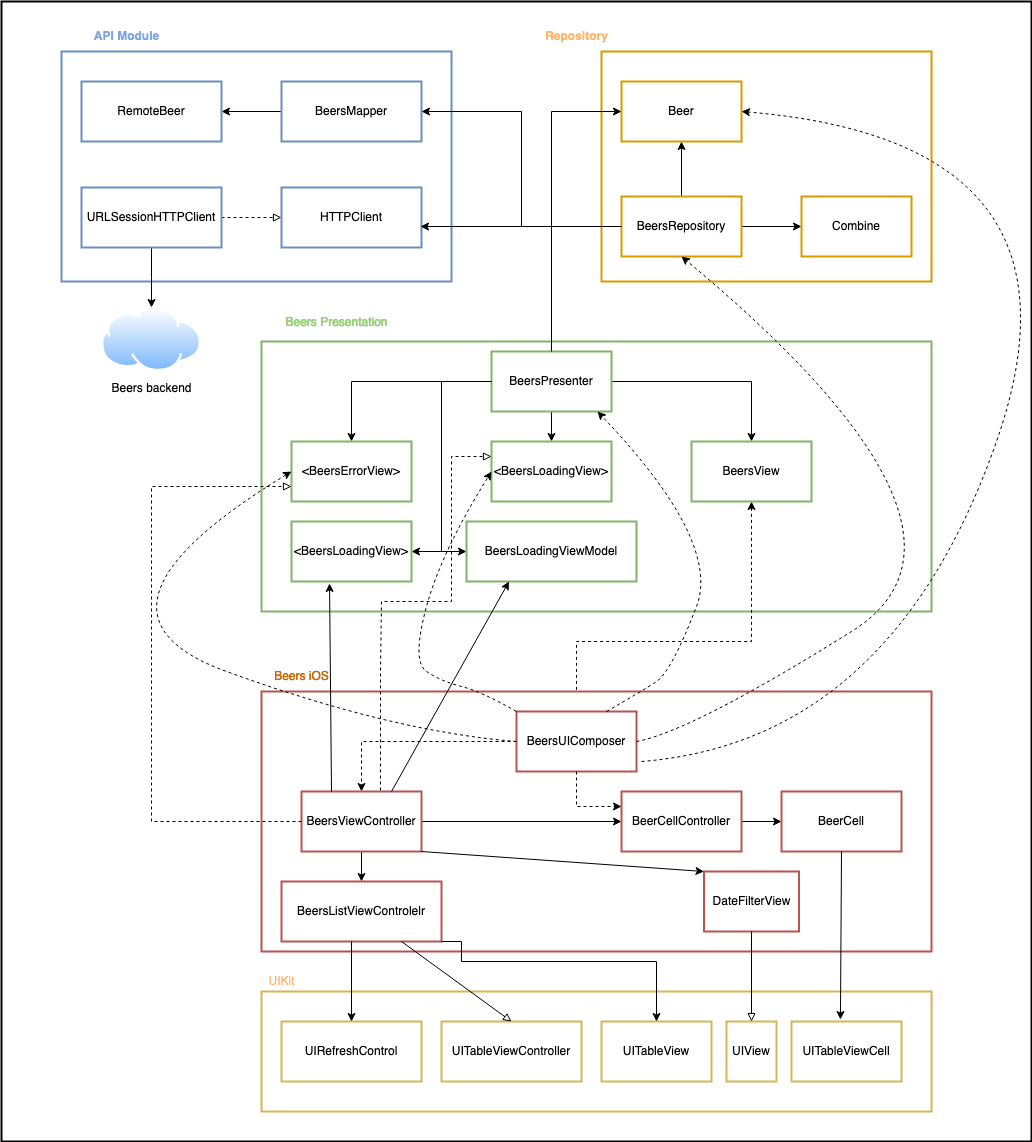 API Module
Repository
RemoteBeer
BeersMapper
Beer
URLSessionHTTPClient
HTTPClient
BeersRepository
Combine
Beers backend
Beers Presentation
BeersPresenter
<BeersErrorView>
<BeersLoadingView>
BeersView
<BeersLoadingView>
BeersLoadingViewModel
Beers iOS
BeersUIComposer
BeersViewController
BeerCellController
BeerCell
BeersListViewControlelr
DateFilterView
UIKit
UIRefreshControl
UITableViewController
UITableView
UIView
UITableViewCell